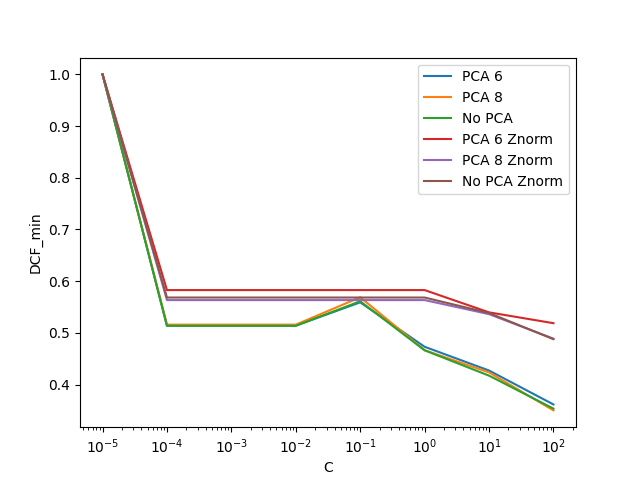 1.0
0.9
0.8
0.7
0.6
0.5
0.4
DCF_min
PCA 6
PCA 8
No PCA
PCA 6 Znorm
PCA 8 Znorm
No PCA Znorm
10⁻⁵ 10⁻⁴ 10⁻³ 10⁻² 10⁻¹ 10⁰ 10¹ 10²
C